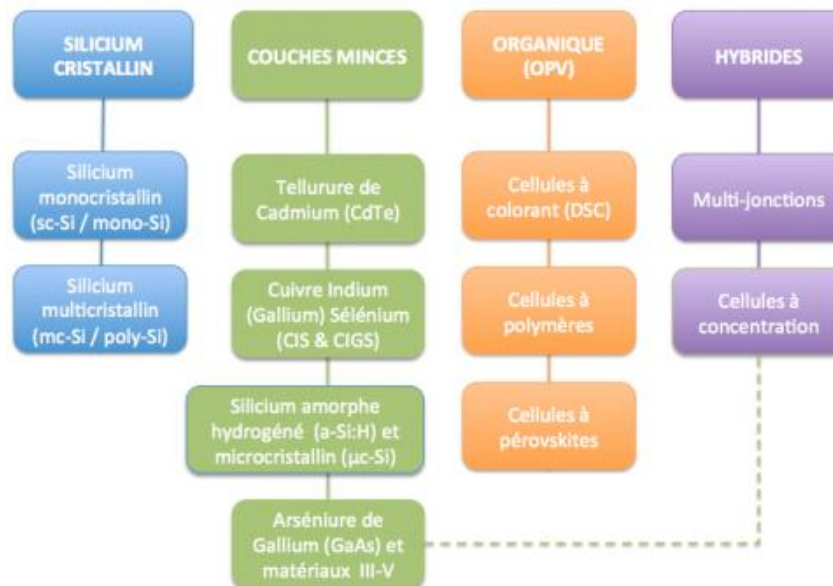 SILICIUM
CRISTALLIN
Silicium
monocristallin
(sc-Si / mono-Si)
Silicium
multicristallin
(mc-Si / poly-Si)
COUCHES MINCES
Tellurure de
Cadmium (CdTe)
Cuivre Indium
(Gallium) Sélénium
(CIS & CIGS)
Silicium amorphe
hydrogéné (a-Si:H) et
microcristallin (μc-Si)
Arséniure de
Gallium (GaAs) et
matériaux III-V
ORGANIQUE
(OPV)
Cellules à
colorant (DSC)
Cellules à
polymères
Cellules à
pérovskites
HYBRIDES
Multi-jonctions
Cellules à
concentration